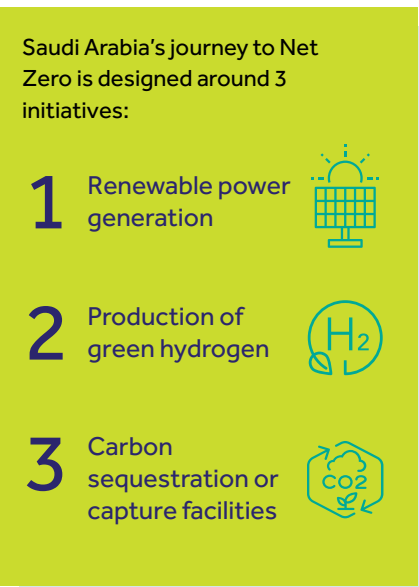 Saudi Arabia’s journey to Net
Zero is designed around 3
initiatives:
1
Renewable power
generation
2
Production of
green hydrogen
H2
3
Carbon
sequestration or
capture facilities
CO2